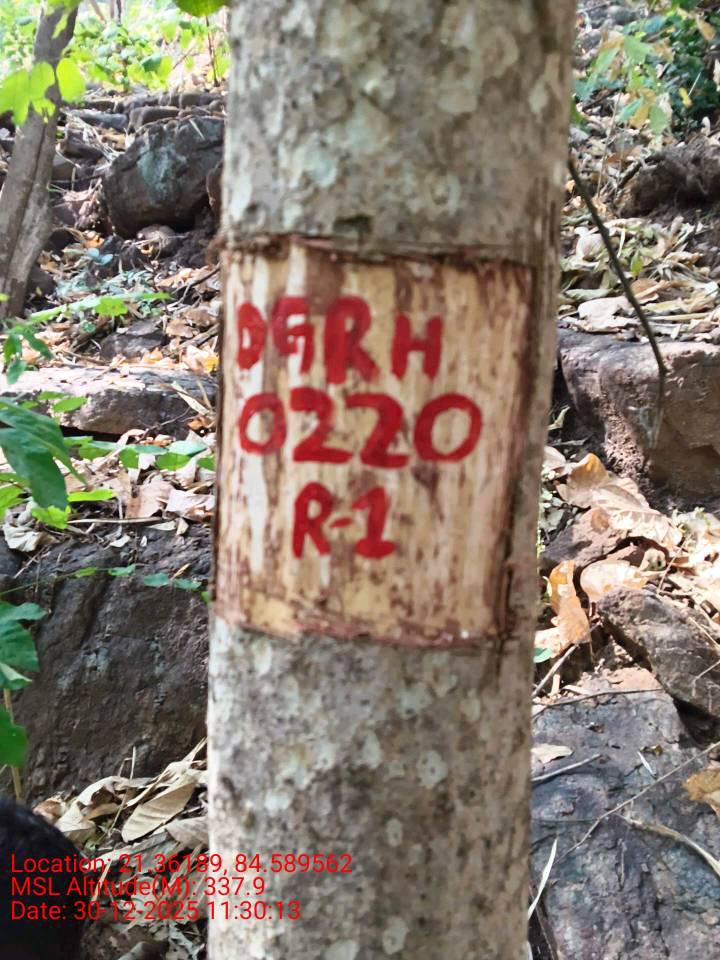 DGRH
0220
R-1
Location: 21.36189, 84.589562
MSL Altitude(M): 337.9
Date: 30-12-2025 11:30:13